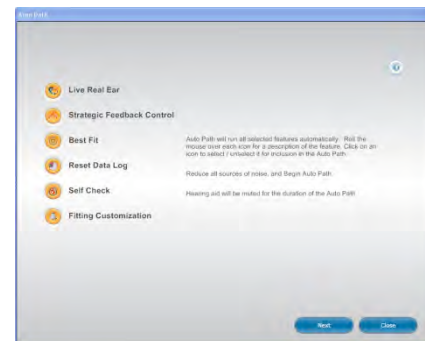 Auto Path
Live Real Ear
Strategic Feedback Control
Best Fit
Auto Path will run all selected features automatically. Roll the
mouse over each icon for a description of the feature. Click on an
icon to select / unselect it for inclusion in the Auto Path.
Reset Data Log
Reduce all sources of noise, and Begin Auto Path.
Self Check
Hearing aid will be muted for the duration of the Auto Path
Fitting Customization
Next
Close